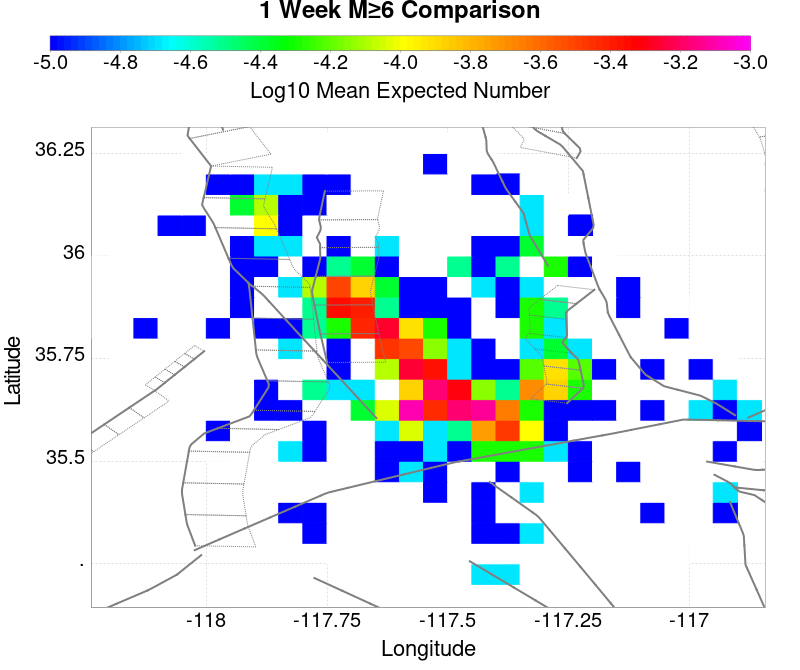 1 Week M≥6 Comparison
-5.0 -4.8 -4.6 -4.4 -4.2 -4.0 -3.8 -3.6 -3.4 -3.2 -3.0
Log10 Mean Expected Number
36.25
36
35.75
35.5
.
Latitude
-118 -117.75 -117.5 -117.25 -117
Longitude